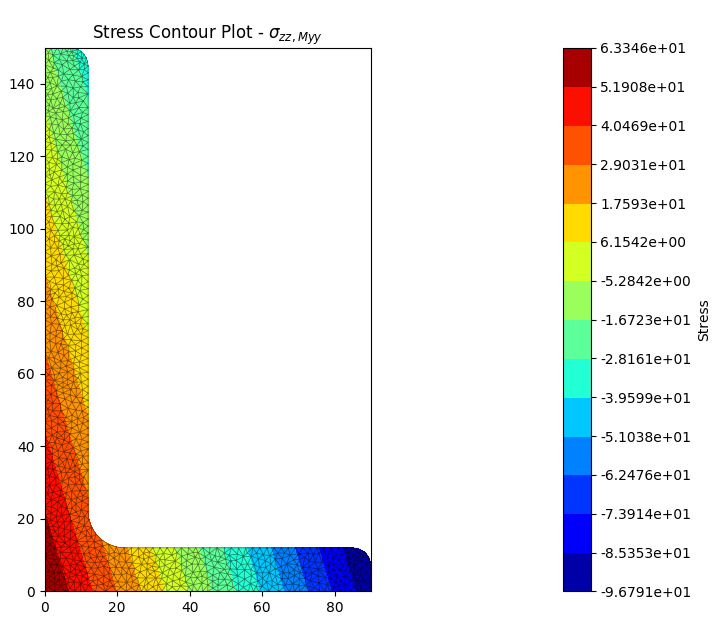 Stress Contour Plot - σzz,Myy
140
120
100
80
60
40
20
0
0 20 40 60 80
6.3346e+01
5.1908e+01
4.0469e+01
2.9031e+01
1.7593e+01
6.1542e+00
-5.2842e+00
-1.6723e+01
-2.8161e+01
-3.9599e+01
-5.1038e+01
-6.2476e+01
-7.3914e+01
-8.5353e+01
-9.6791e+01
Stress